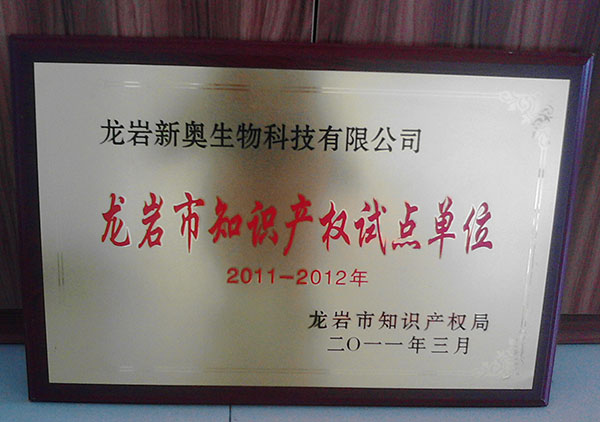 龙岩新奥生物科技有限公司
龙岩市知识产权试点单位
2011-2012年
龙岩市知识产权局
二〇一一年三月